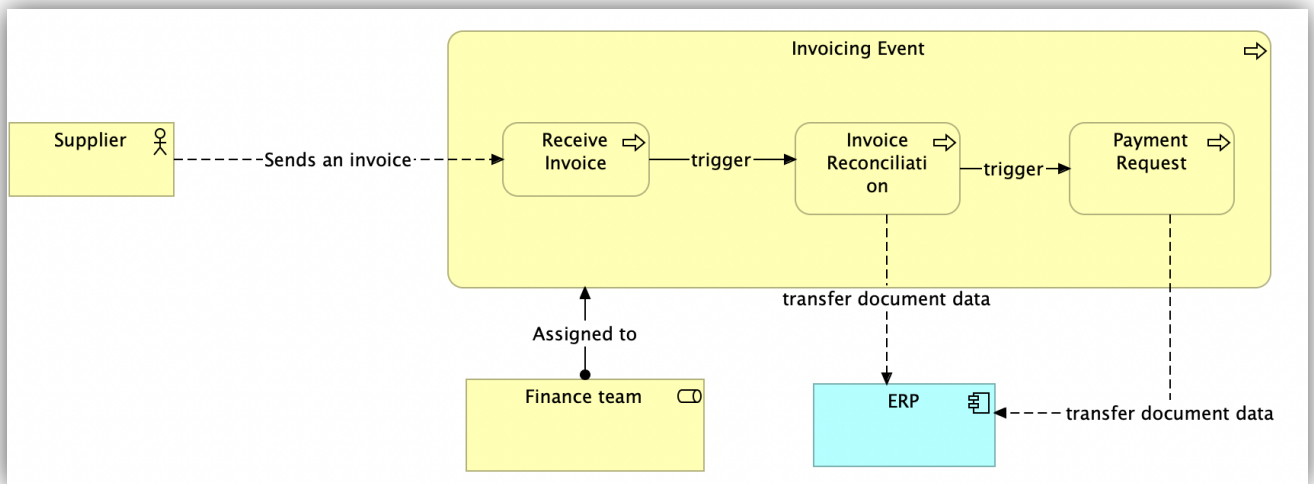 Invoicing Event
Supplier
Sends an invoice
Receive
Invoice
trigger
Invoice
Reconciliati
on
trigger
Payment
Request
transfer document data
Assigned to
Finance team
ERP
transfer document data